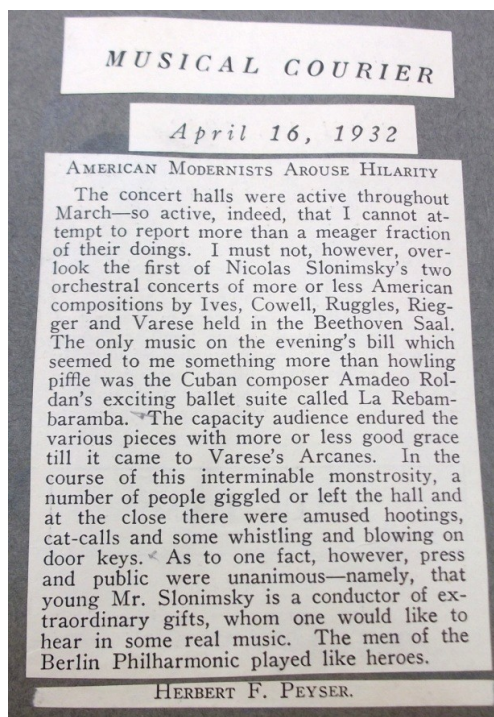 MUSICAL COURIER
April 16, 1932
AMERICAN MODERNISTS AROUSE HILARITY
The concert halls were active throughout
March—so active, indeed, that I cannot at-
tempt to report more than a meager fraction
of their doings. I must not, however, over-
look the first of Nicolas Slonimsky's two
orchestral concerts of more or less American
compositions by Ives, Cowell, Ruggles, Rieg-
ger and Varese held in the Beethoven Saal.
The only music on the evening's bill which
seemed to me something more than howling
piffle was the Cuban composer Amadeo Rol-
dan's exciting ballet suite called La Rebam-
baramba. The capacity audience endured the
various pieces with more or less good grace
till it came to Varese's Arcanes. In the
course of this interminable monstrosity, a
number of people giggled or left the hall and
at the close there were amused hootings,
cat-calls and some whistling and blowing on
door keys. As to one fact, however, press
and public were unanimous—namely, that
young Mr. Slonimsky is a conductor of ex-
traordinary gifts, whom one would like to
hear in some real music. The men of the
Berlin Philharmonic played like heroes.
HERBERT F. PEYSER.